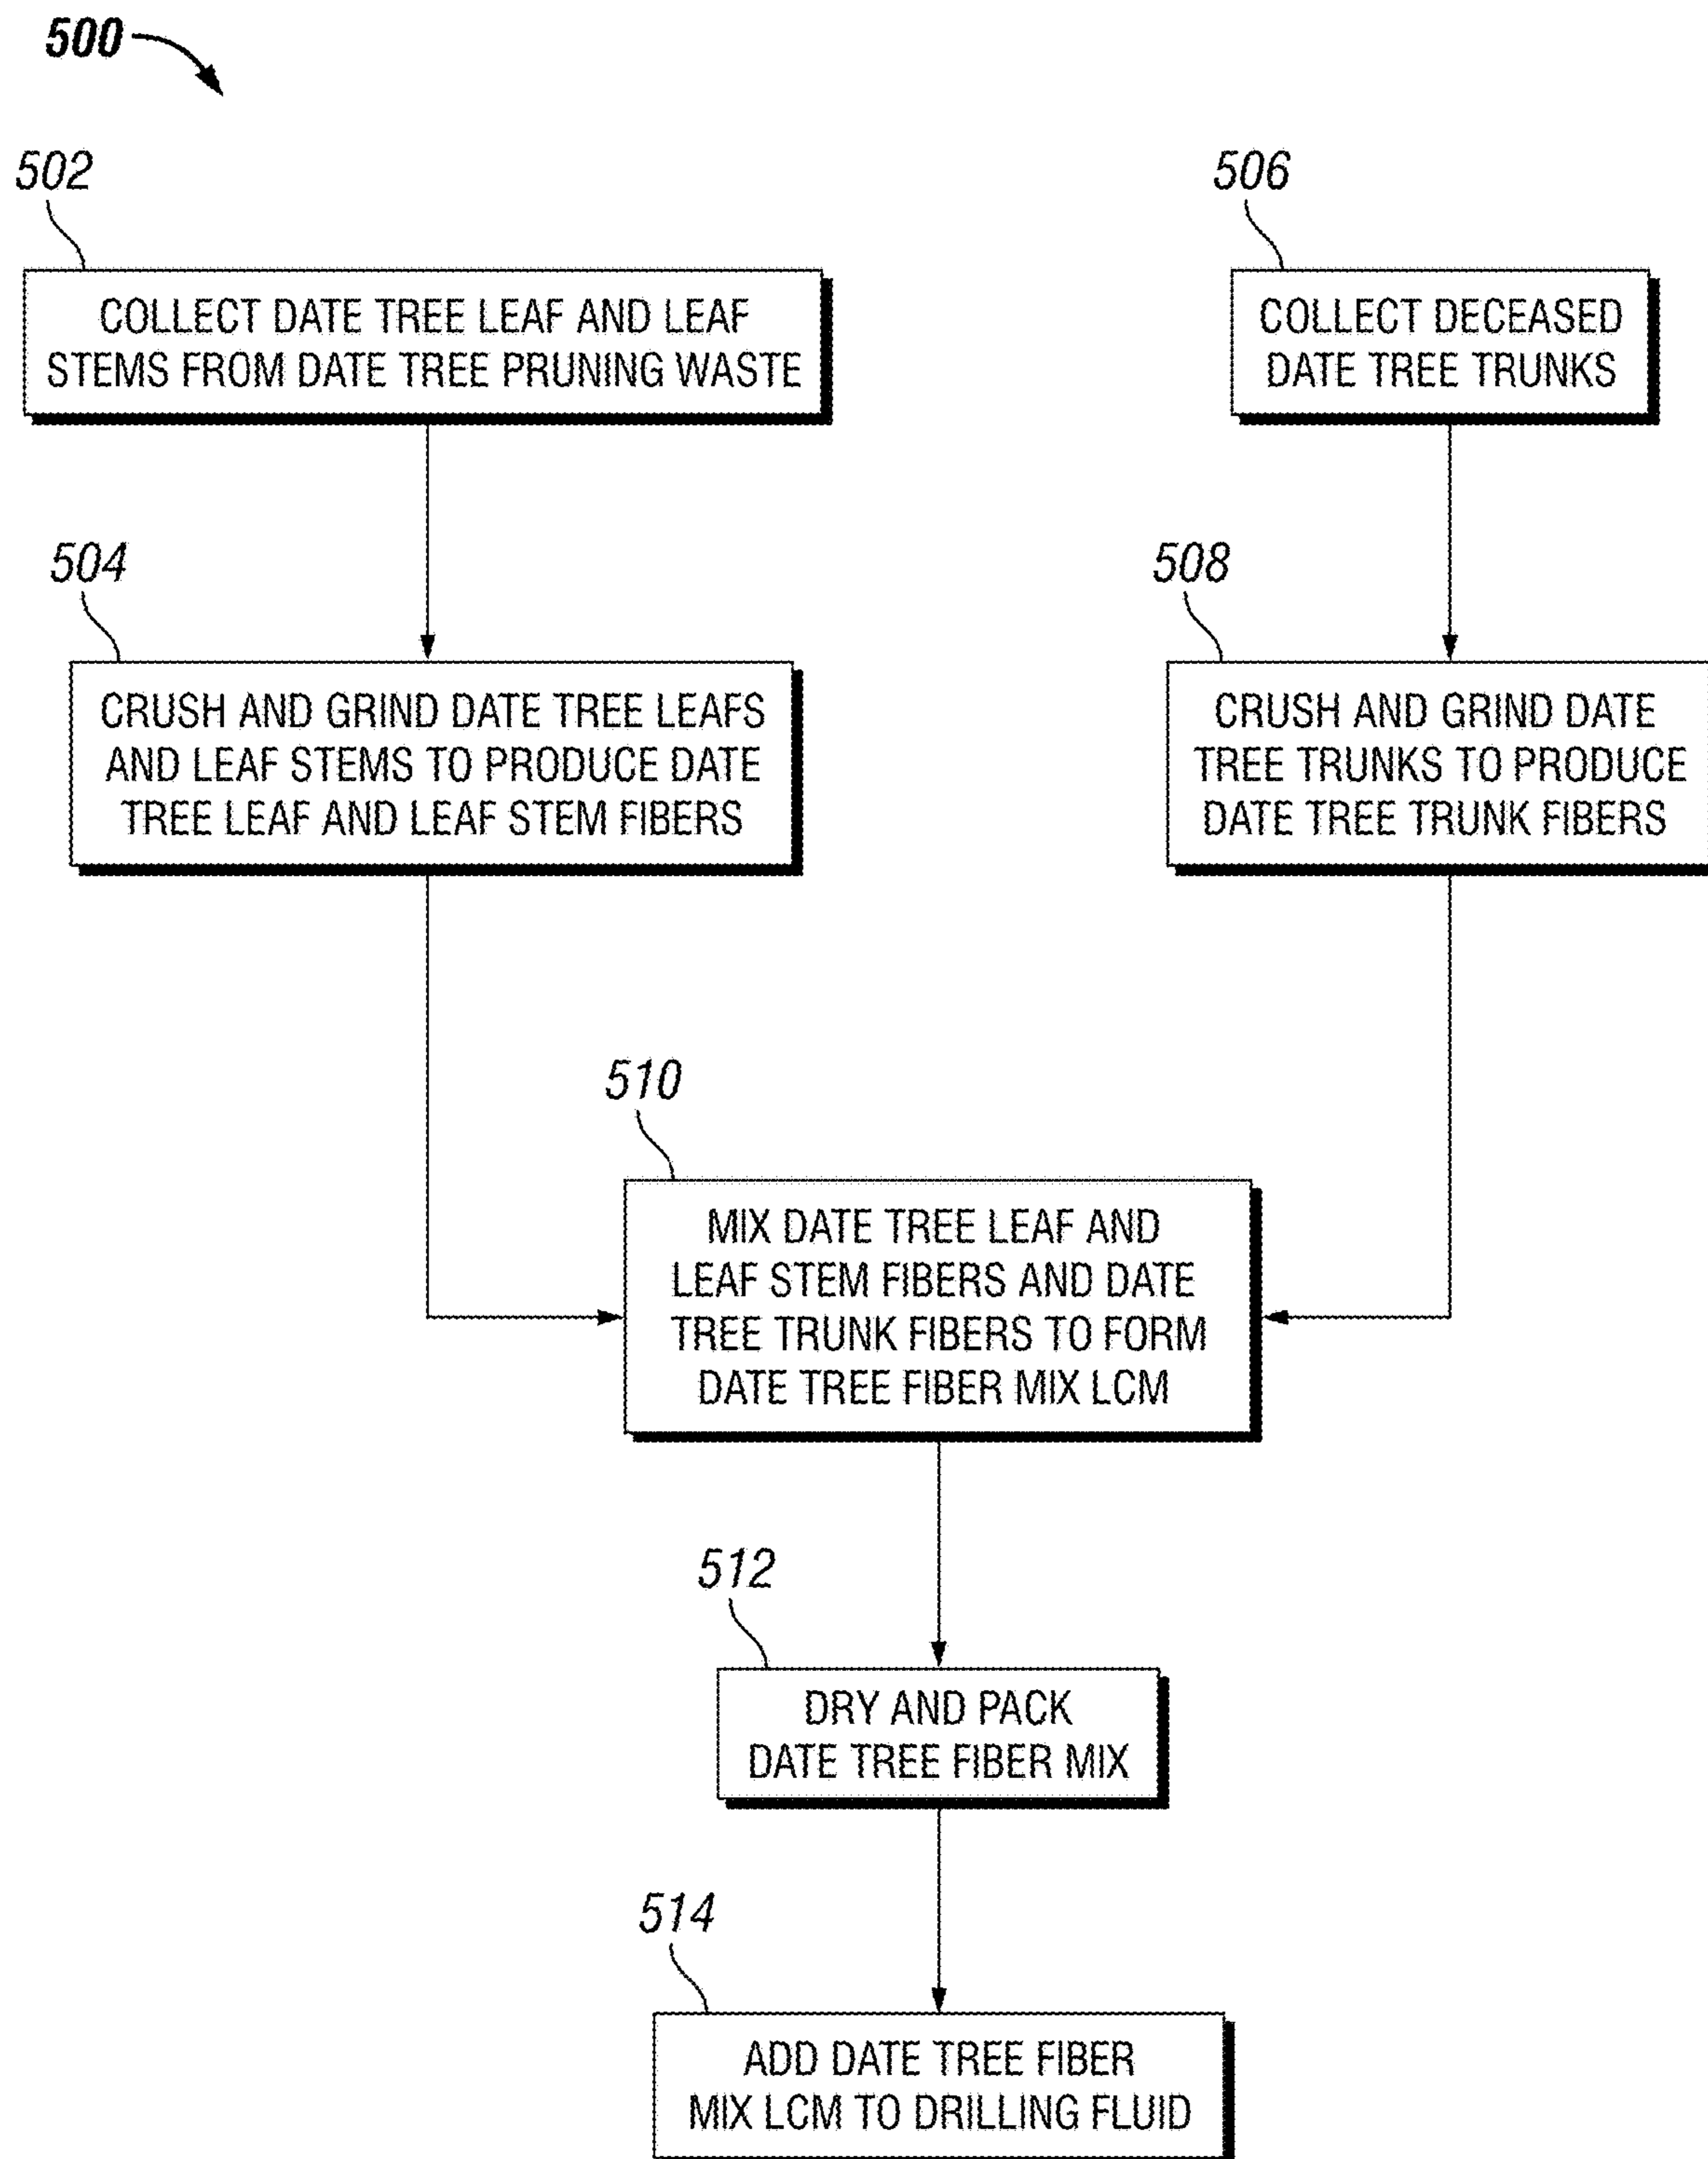 500
502
COLLECT DATE TREE LEAF AND LEAF
STEMS FROM DATE TREE PRUNING WASTE
506
COLLECT DECEASED
DATE TREE TRUNKS
504
CRUSH AND GRIND DATE TREE LEAFS
AND LEAF STEMS TO PRODUCE DATE
TREE LEAF AND LEAF STEM FIBERS
508
CRUSH AND GRIND DATE
TREE TRUNKS TO PRODUCE
DATE TREE TRUNK FIBERS
510
MIX DATE TREE LEAF AND
LEAF STEM FIBERS AND DATE
TREE TRUNK FIBERS TO FORM
DATE TREE FIBER MIX LCM
512
DRY AND PACK
DATE TREE FIBER MIX
514
ADD DATE TREE FIBER
MIX LCM TO DRILLING FLUID